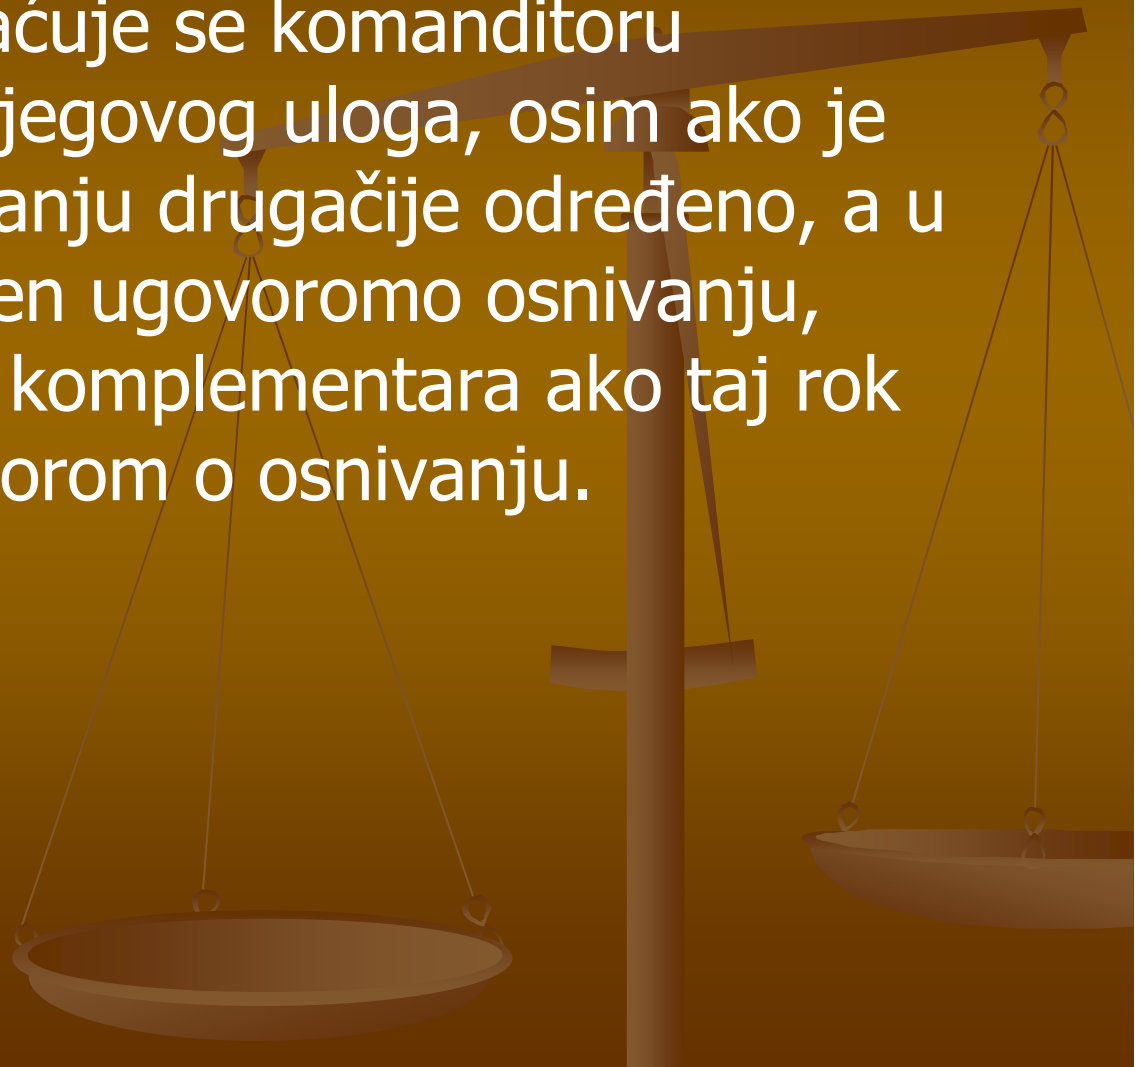 aćuje se komanditoru
jegovog uloga, osim ako je
anju drugačije određeno, a u
en ugovoromo osnivanju,
komplementara ako taj rok
orom o osnivanju.